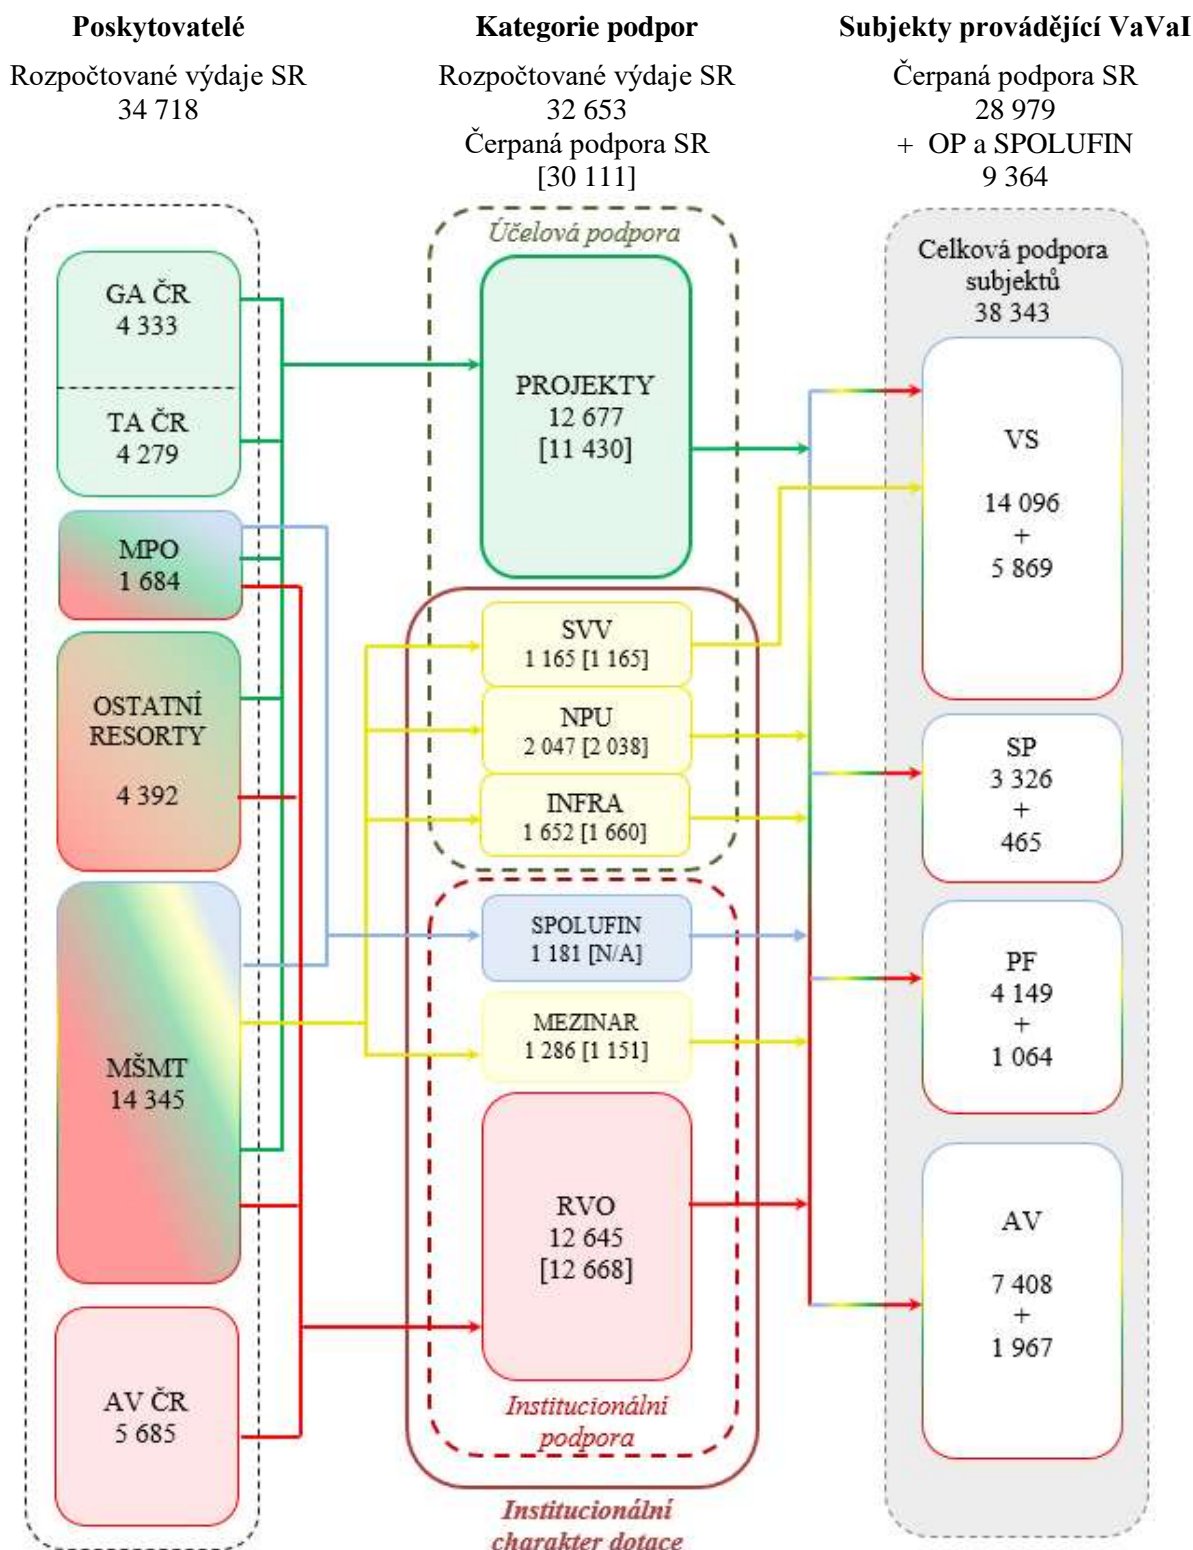 Poskytovatelé
Rozpočtované výdaje SR
34 718
Kategorie podpor
Rozpočtované výdaje SR
32 653
Čerpaná podpora SR
[30 111]
Subjekty provádějící VaVaI
Čerpaná podpora SR
28 979
+ OP a SPOLUFIN
9 364
GA ČR
4 333
TA ČR
4 279
MPO
1 684
OSTATNÍ
RESORTY
4 392
MŠMT
14 345
AV ČR
5 685
Účelová podpora
PROJEKTY
12 677
[11 430]
SVV
1 165 [1 165]
NPU
2 047 [2 038]
INFRA
1 652 [1 660]
SPOLUFIN
1 181 [N/A]
MEZINAR
1 286 [1 151]
RVO
12 645
[12 668]
Institucionální
podpora
Institucionální
charakter dotace
Celková podpora
subjektů
38 343
VS
14 096
+
5 869
SP
3 326
+
465
PF
4 149
+
1 064
AV
7 408
+
1 967